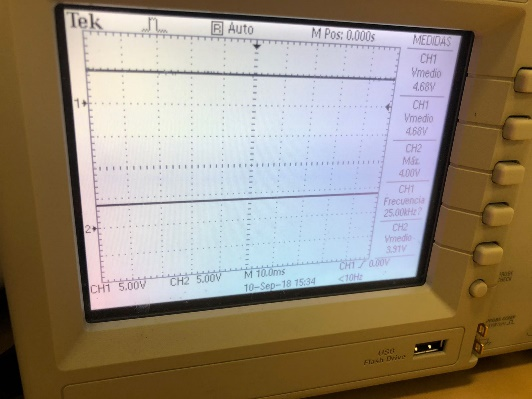 Tek
R Auto
M Pos: 0.000s
MEDIDAS
CH1
Vmedio
4.68V
CH1
Vmedio
4.68V
CH2
Máx.
4.00V
CH1
Frecuencia
25.00kHz?
CH2
Vmedio
3.91V
1
2
CH1 5.00V
CH2 5.00V
M 10.0ms
CH1 / 0.00V
10-Sep-18 15:34
<10Hz
USB
Flash Drive